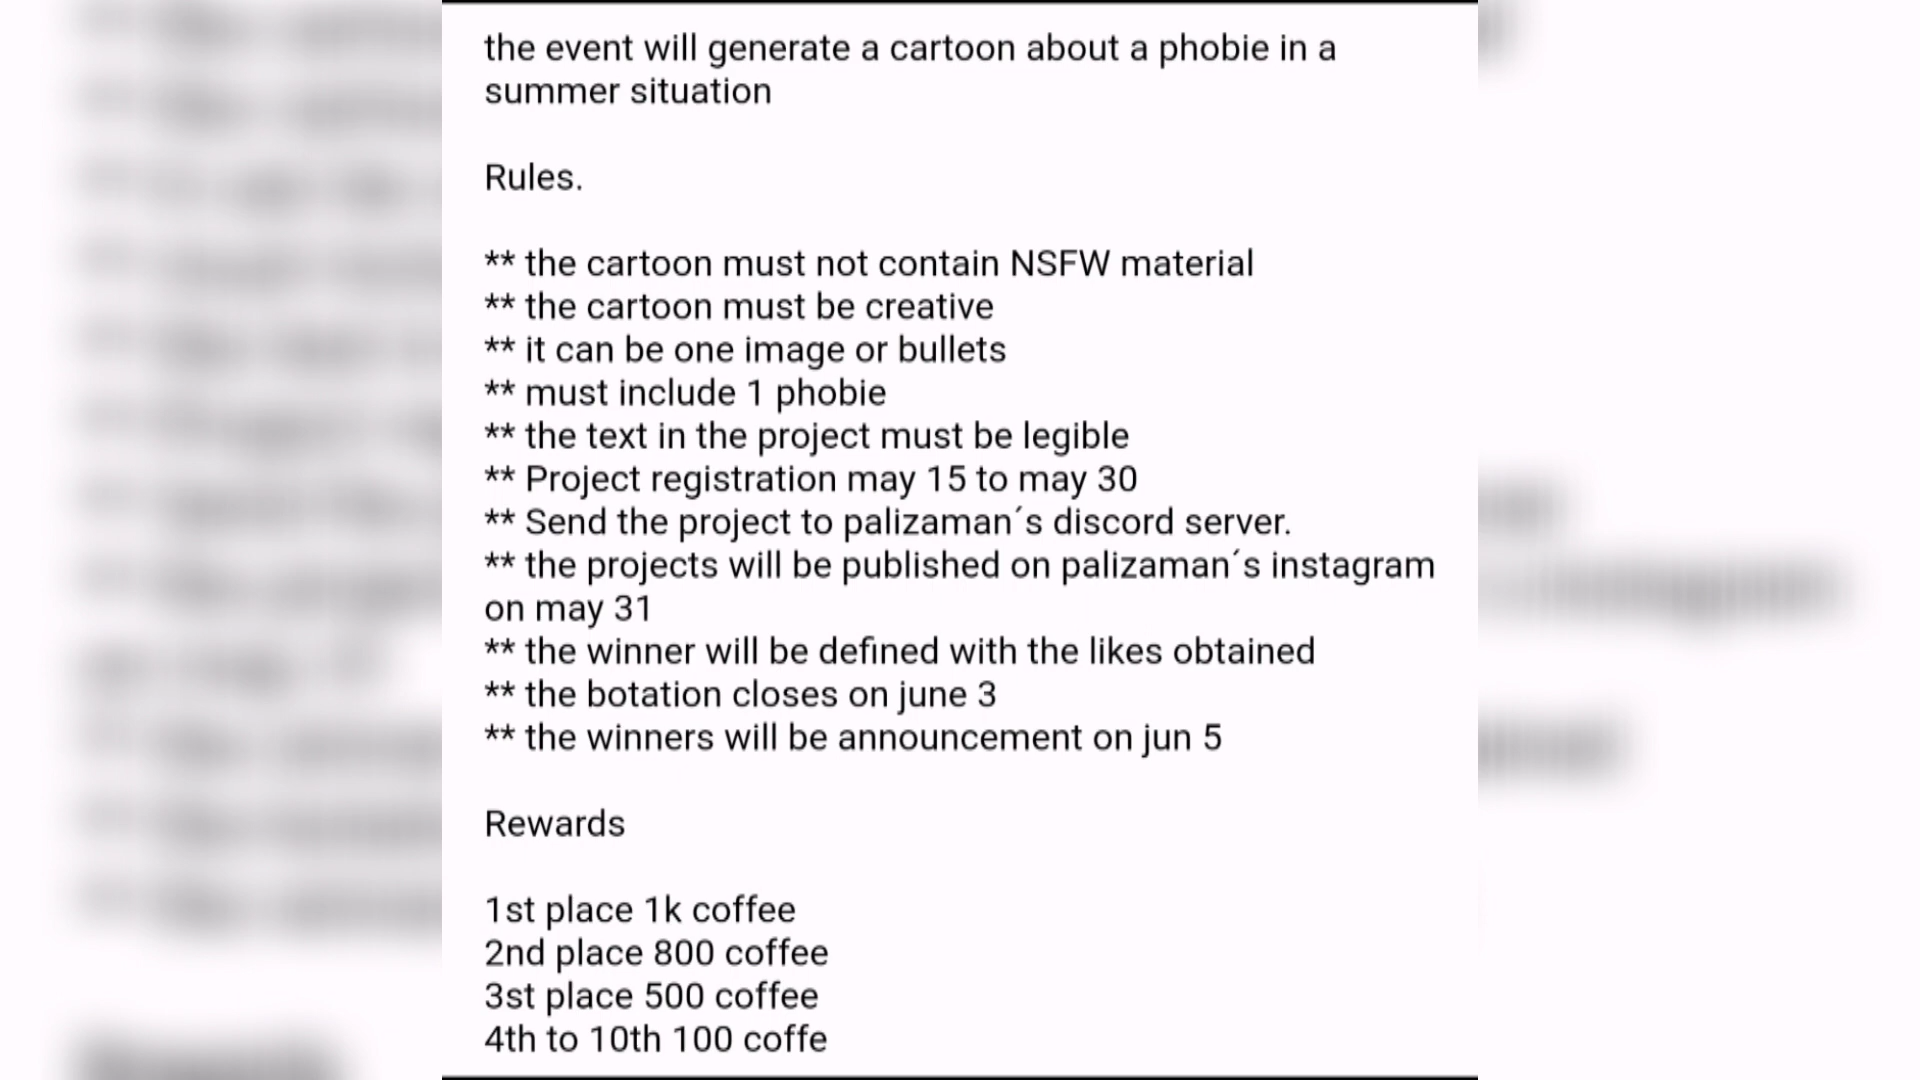 the event will generate a cartoon about a phobie in a
summer situation
Rules.
** the cartoon must not contain NSFW material
** the cartoon must be creative
** it can be one image or bullets
** must include 1 phobie
** the text in the project must be legible
** Project registration may 15 to may 30
** Send the project to palizaman´s discord server.
** the projects will be published on palizaman´s instagram
on may 31
** the winner will be defined with the likes obtained
** the botation closes on june 3
** the winners will be announcement on jun 5
Rewards
1st place 1k coffee
2nd place 800 coffee
3st place 500 coffee
4th to 10th 100 coffe